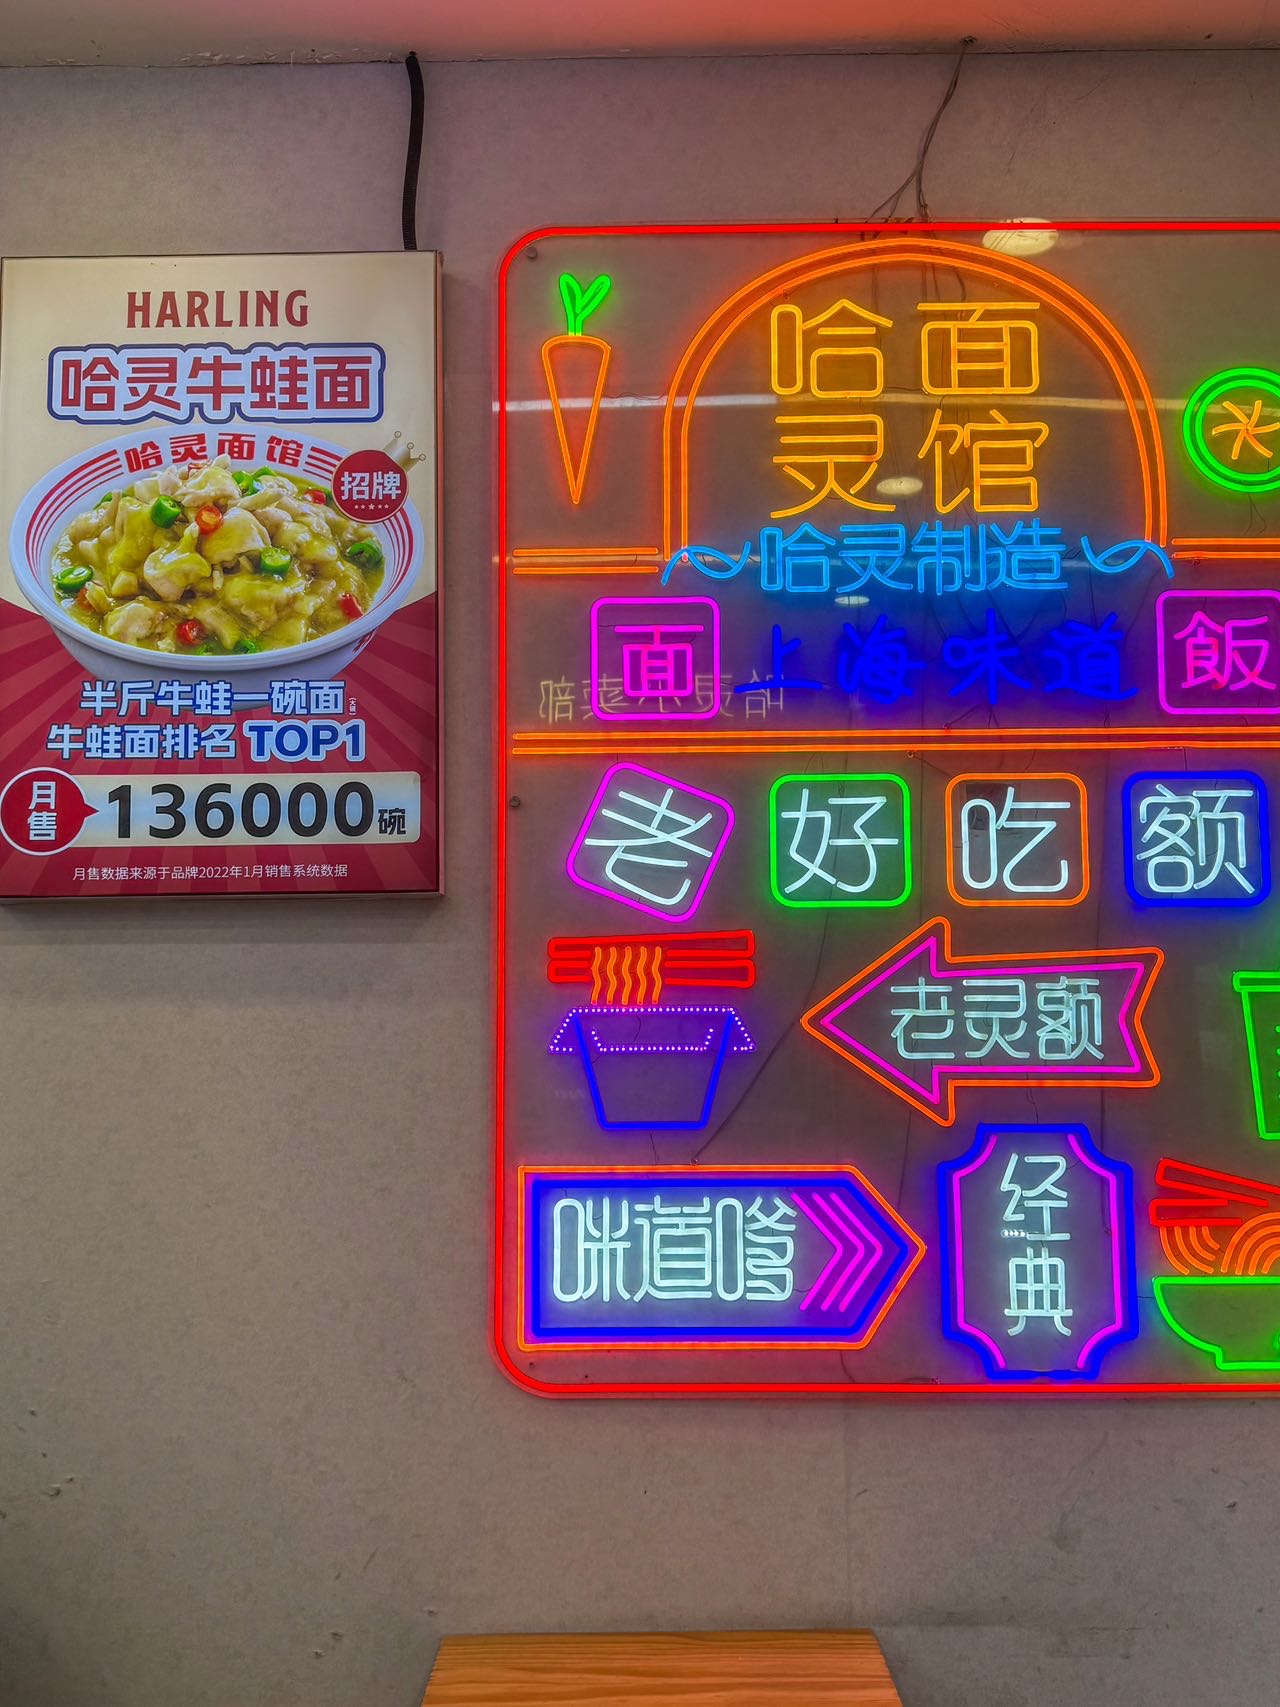 HARLING
哈灵牛蛙面
哈灵面馆
招牌
半斤牛蛙一碗面
牛蛙面排名 TOP1
月售
136000碗
月售数据来源于品牌2022年1月销售系统数据
哈灵
面馆
哈灵制造
面 上海味道 飯
老好吃额
老灵额
味道嗲
经典